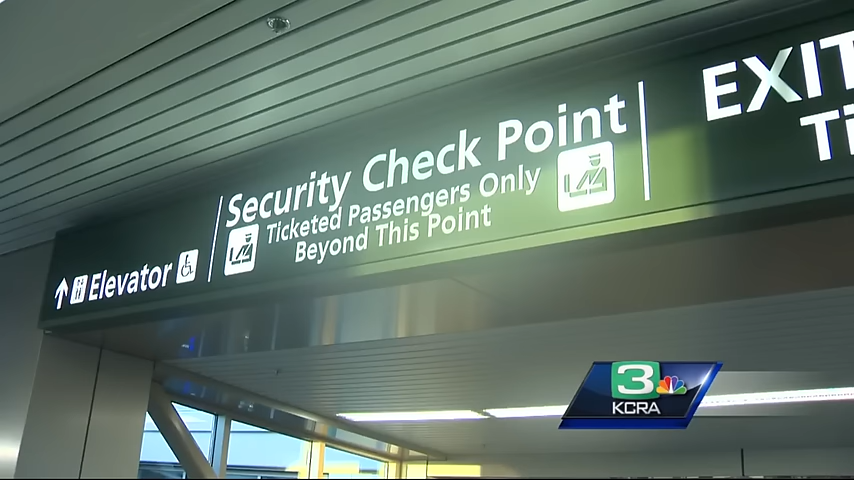 Elevator
Security Check Point
Ticketed Passengers Only
Beyond This Point
EXIT
3
KCRA